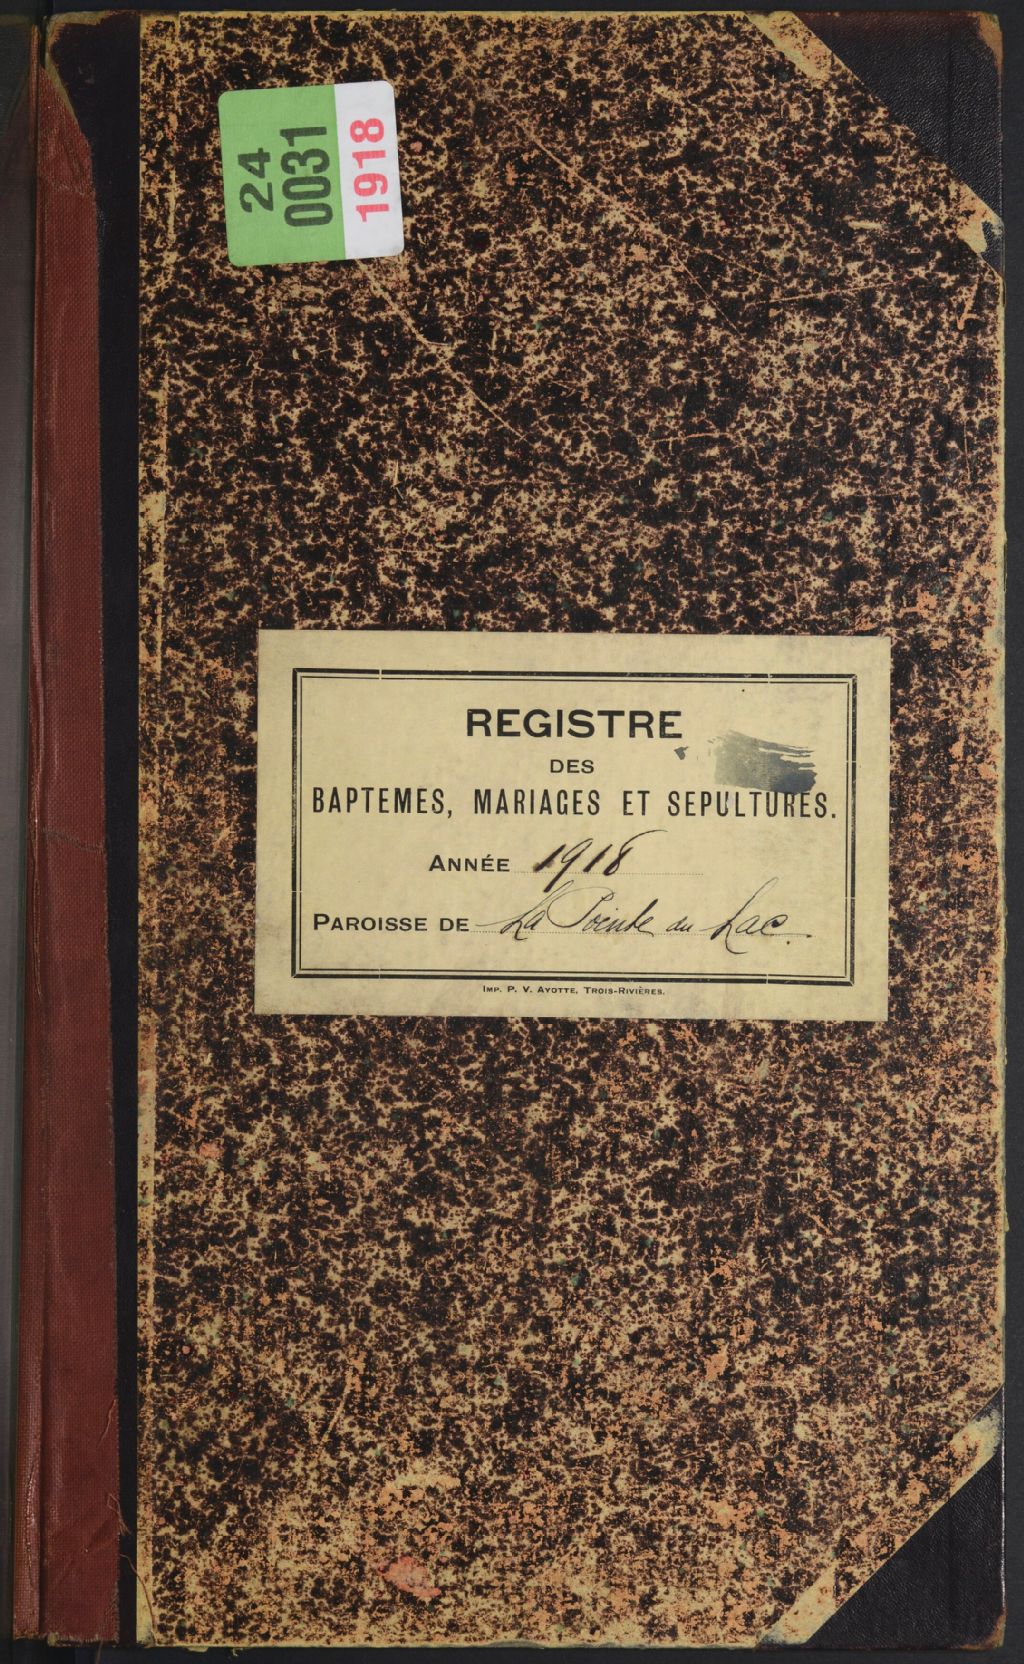 24
0031
1918
REGISTRE
DES
BAPTEMES, MARIAGES ET SEPULTURES.
ANNÉE 1918
PAROISSE DE La Pointe du Lac.
IMP. P. V. AYOTTE, TROIS-RIVIÈRES.